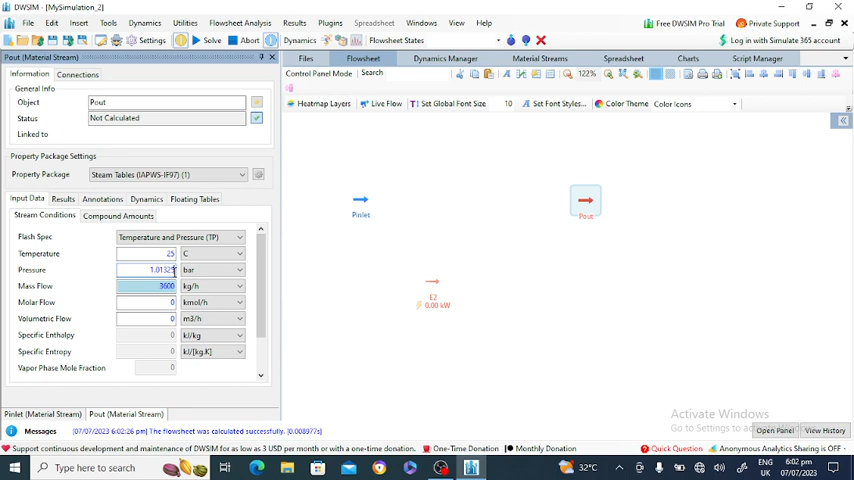 DWSIM - [MySimulation_2]
File Edit Insert Tools Dynamics Utilities Flowsheet Analysis Results Plugins Spreadsheet Windows View Help
Free DWSIM Pro Trial Private Support
Settings Solve Abort Dynamics Flowsheet States
Log in with Simulate 365 account
Pout (Material Stream)
Files Flowsheet Dynamics Manager Material Streams Spreadsheet Charts Script Manager
Information Connections
Control Panel Mode Search 122%
General Info
Object Pout
Heatmap Layers Live Flow Set Global Font Size 10 Set Font Styles... Color Theme Color Icons
Status Not Calculated
Linked to
Property Package Settings
Property Package Steam Tables (IAPWS-IF97) (1)
Input Data Results Annotations Dynamics Floating Tables
Stream Conditions Compound Amounts
Pinlet
Pout
Flash Spec Temperature and Pressure (TP)
Temperature 25 C
Pressure 1.01325 bar
Mass Flow 3600 kg/h
Molar Flow 0 kmol/h
Volumetric Flow 0 m3/h
Specific Enthalpy 0 kJ/kg
Specific Entropy 0 kJ/[kg.K]
Vapor Phase Mole Fraction 0
E2
0.00 kW
Activate Windows
Pinlet (Material Stream) Pout (Material Stream)
Messages [07/07/2023 6:02:26 pm] The flowsheet was calculated successfully. [0.008977s]
Go to Settings to
Open Panel View History
Support continuous development and maintenance of DWSIM for as low as 3 USD per month or with a one-time donation. One-Time Donation Monthly Donation Quick Question Anonymous Analytics Sharing is OFF
Type here to search
32°C
ENG
UK
6:02 pm
07/07/2023